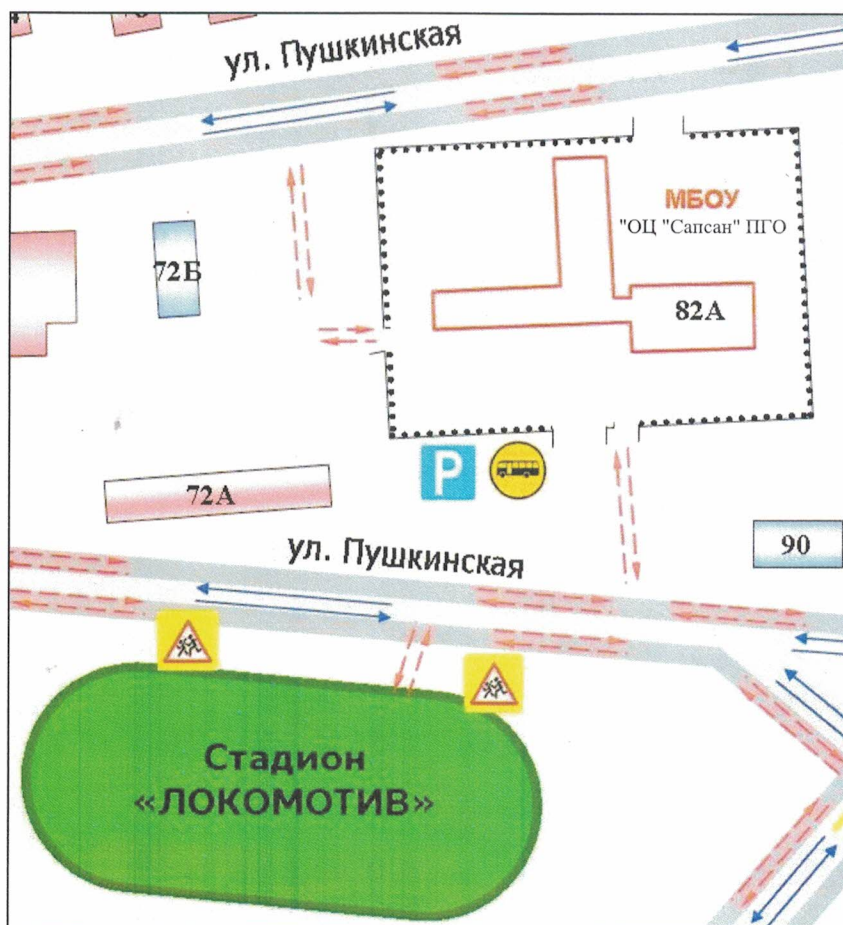 ул. Пушкинская
МБОУ
"ОЦ "Сапсан" ПГО
72Б
82А
P
72А
ул. Пушкинская
90
Стадион
«ЛОКОМОТИВ»